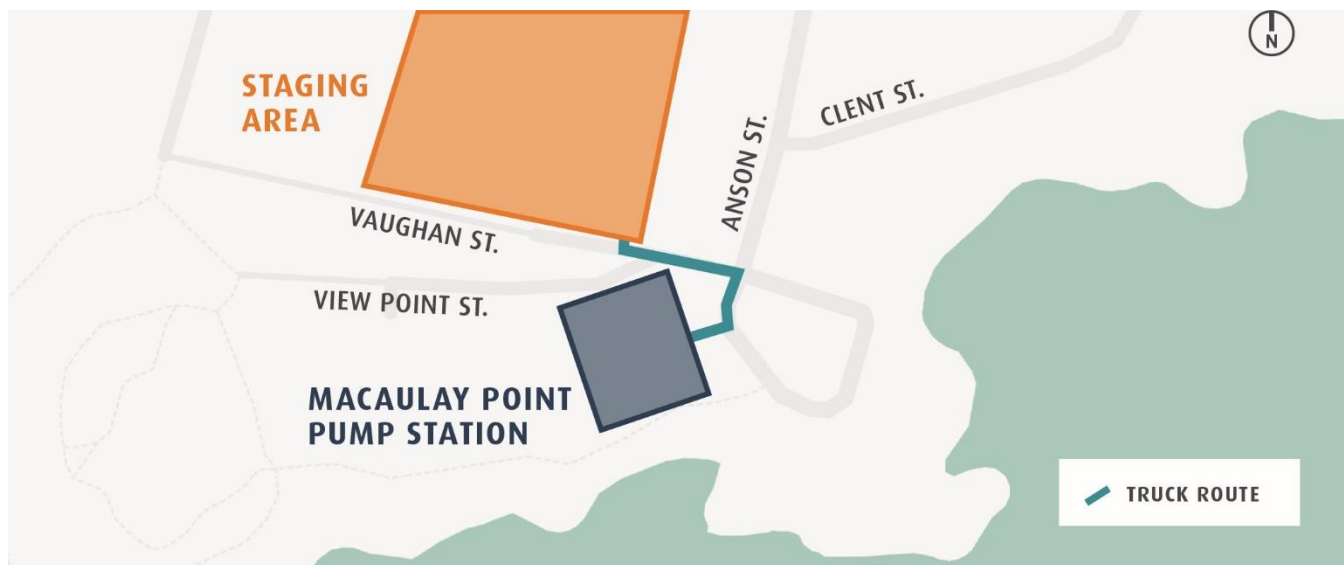 N
STAGING
AREA
CLENT ST.
ANSON ST.
VAUGHAN ST.
VIEW POINT ST.
MACAULAY POINT
PUMP STATION
TRUCK ROUTE